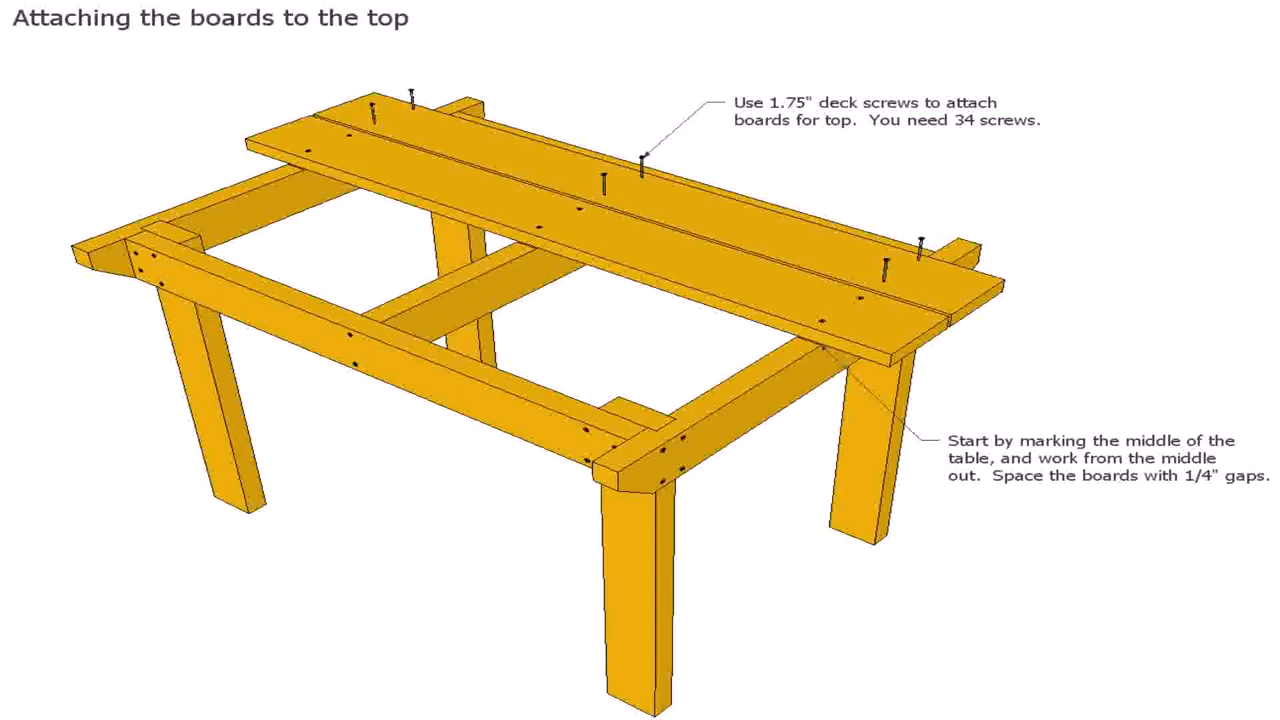 Attaching the boards to the top
Use 1.75" deck screws to attach
boards for top.  You need 34 screws.
Start by marking the middle of the
table, and work from the middle
out.  Space the boards with 1/4" gaps.